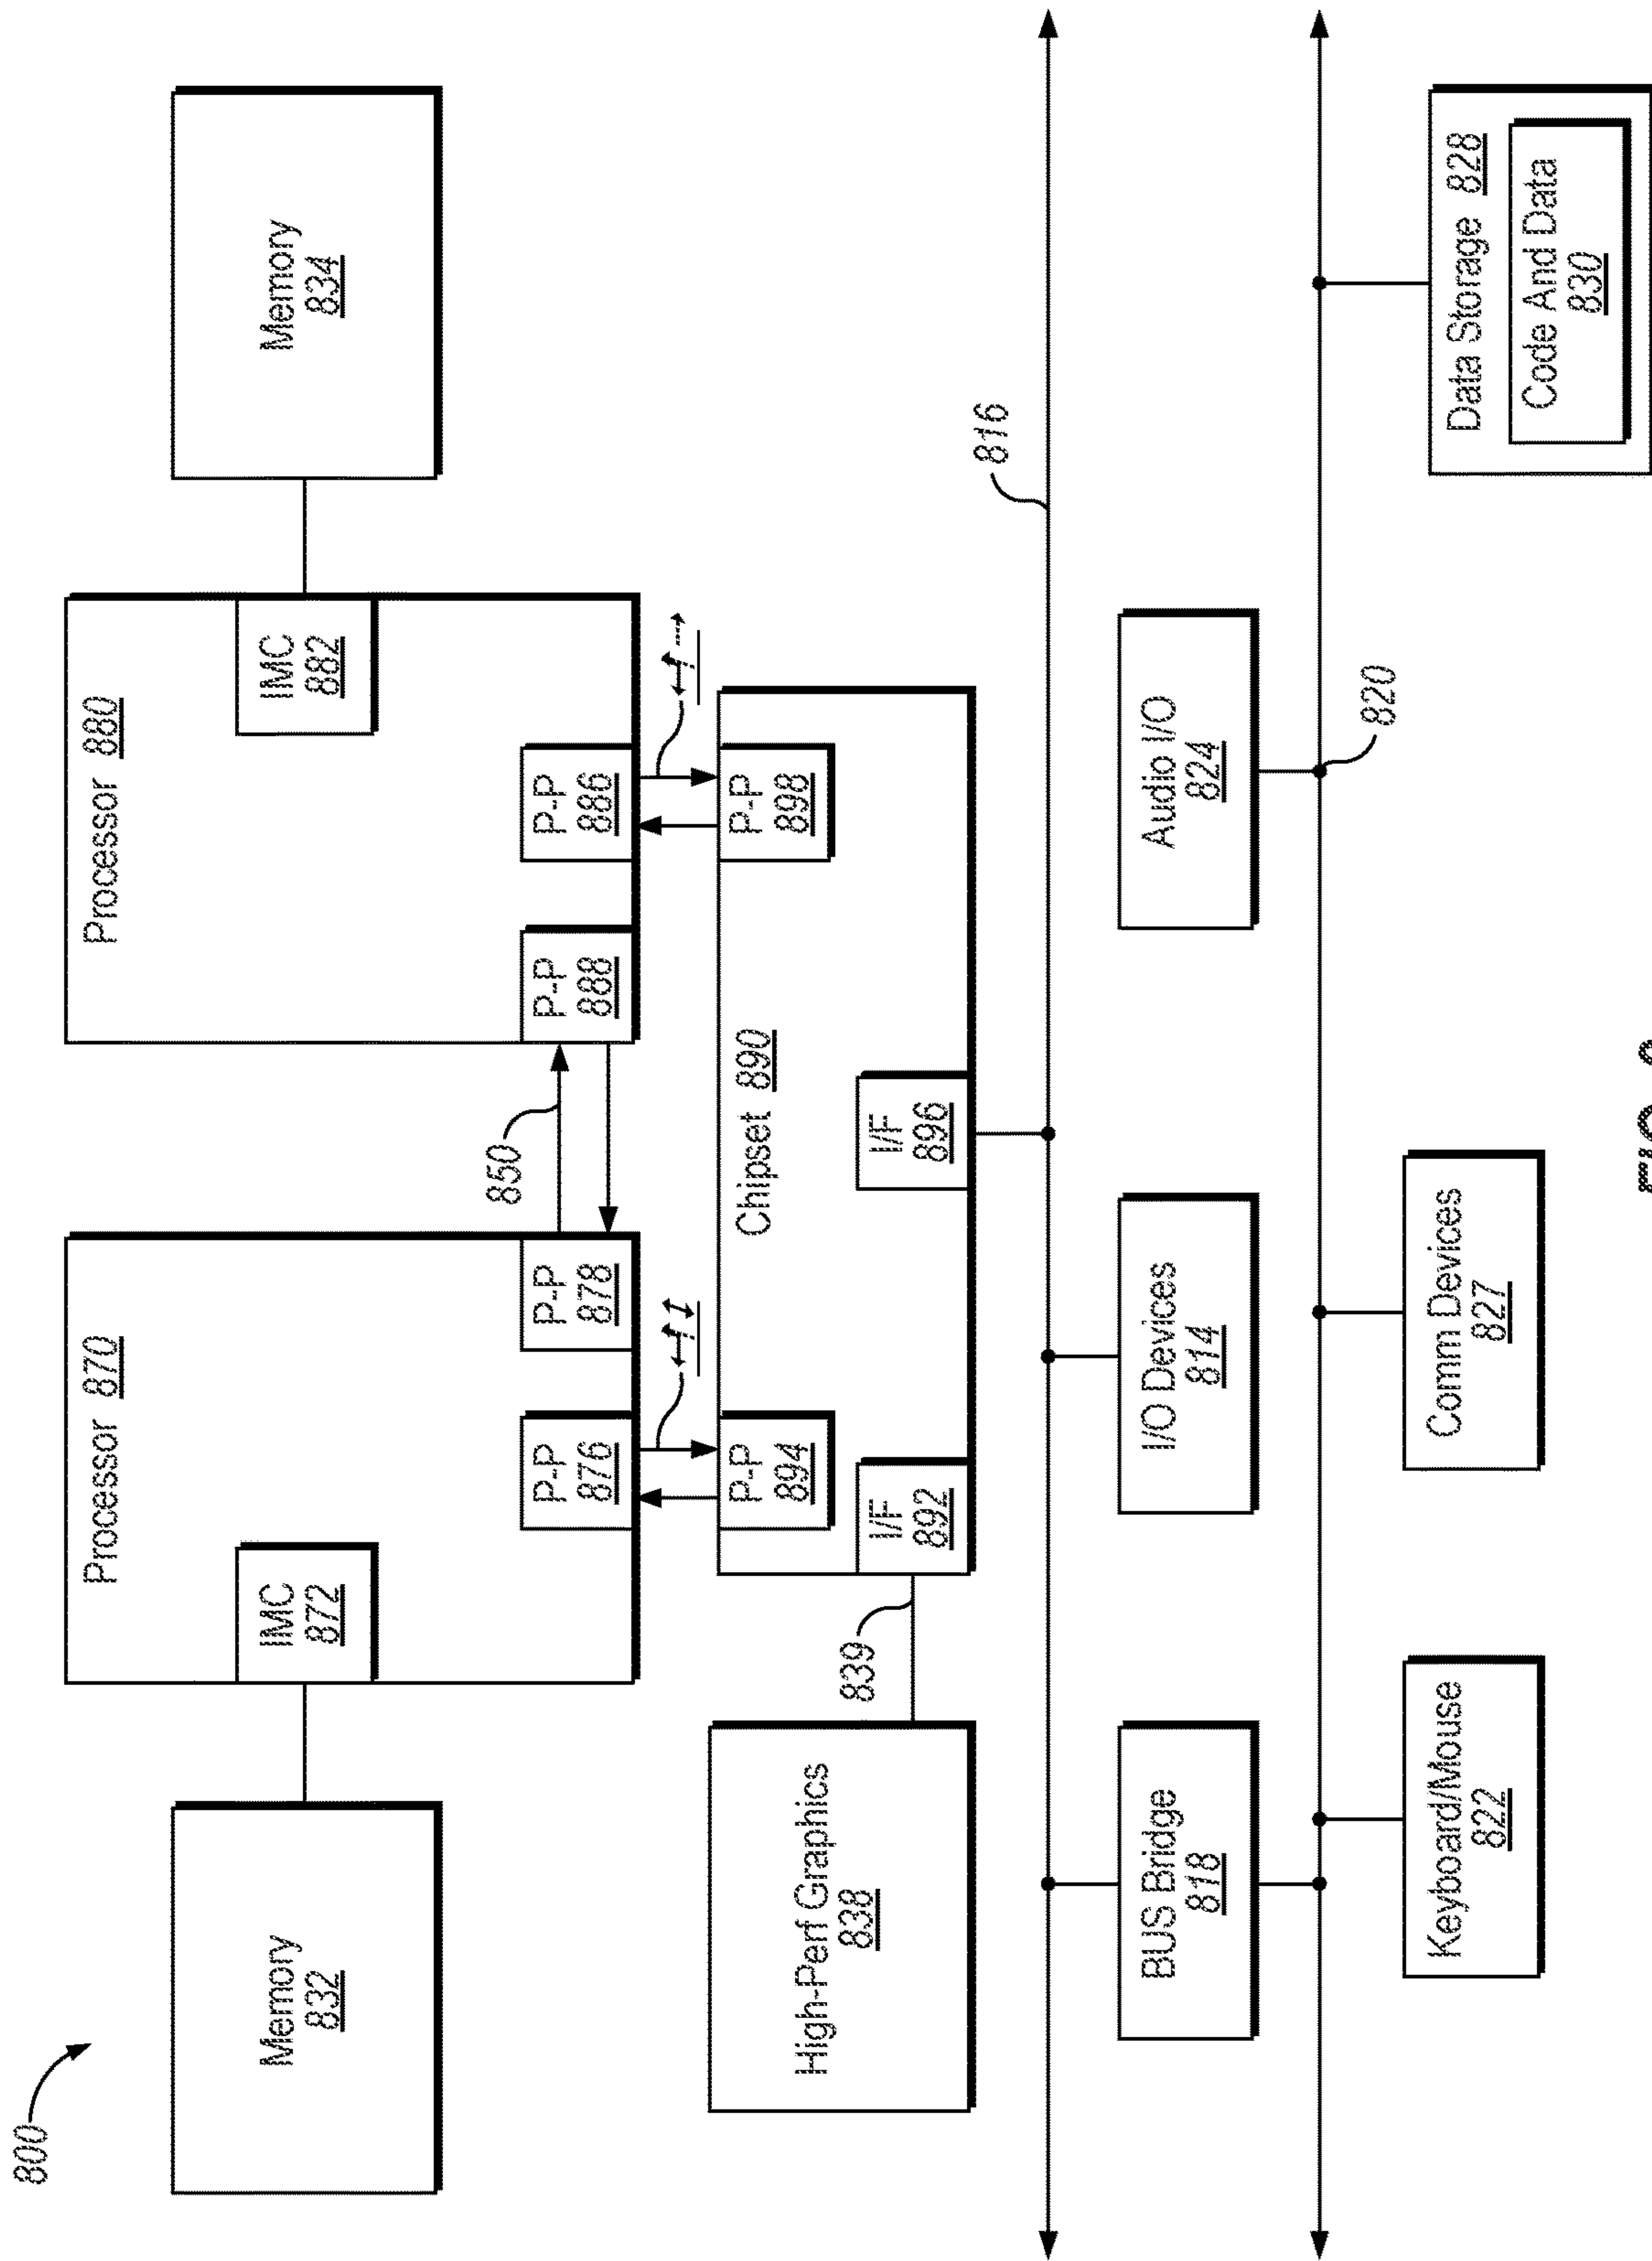 800
Memory
832
Processor 870
IMC
872
P-P
876
P-P
878
850
Processor 880
P-P
888
P-P
886
IMC
882
Memory
834
High-Perf Graphics
838
839
Chipset 890
P-P
894
P-P
898
I/F
892
I/F
896
816
BUS Bridge
818
I/O Devices
814
Audio I/O
824
820
Keyboard/Mouse
822
Comm Devices
827
Data Storage 828
Code And Data
830